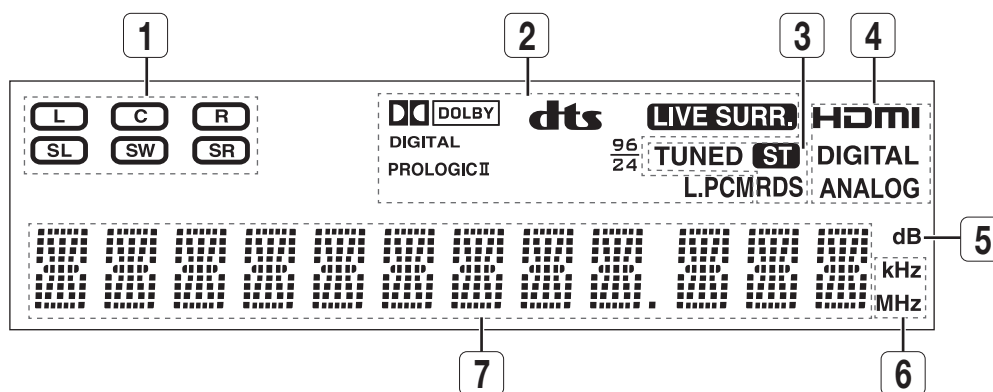 1 2 3 4
L C R
SL SW SR
DOLBY dts LIVE SURR. HDMI
DIGITAL 96 TUNED ST DIGITAL
PROLOGIC II 24
L.PCM RDS ANALOG
dB 5
kHz
MHz
7 6